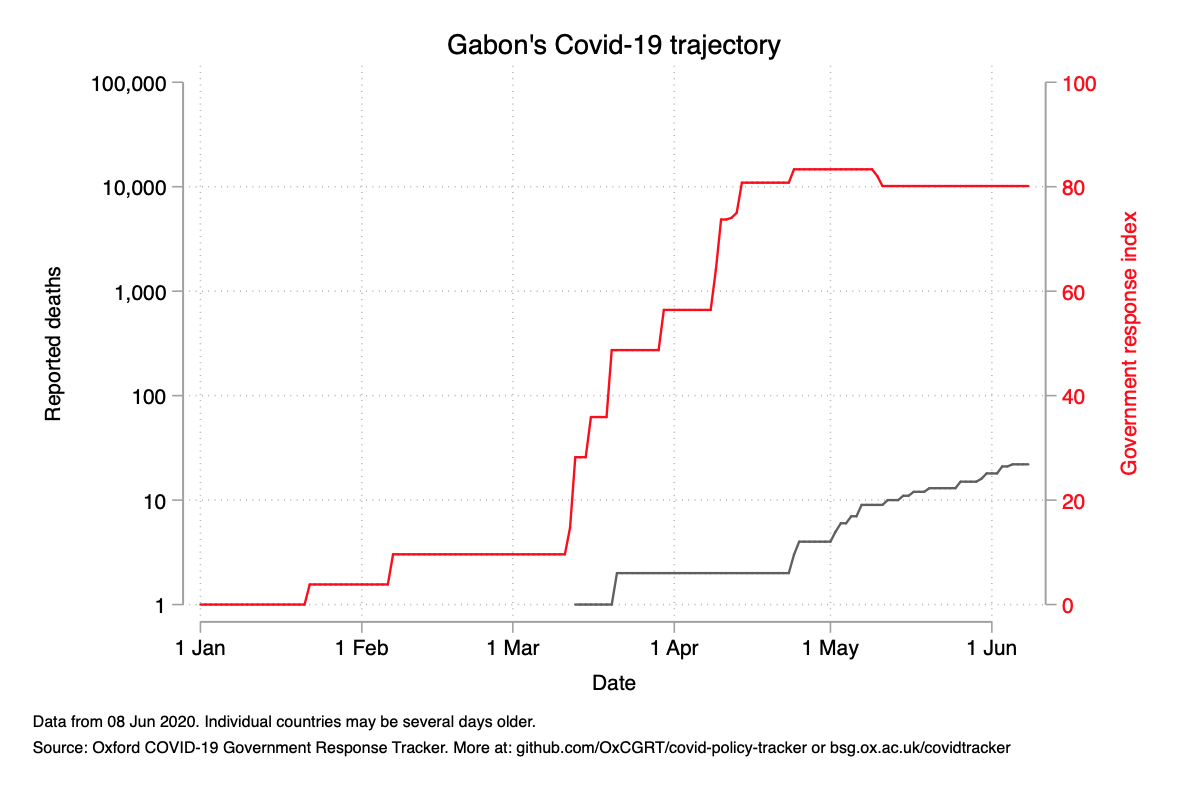 Gabon's Covid-19 trajectory
100,000
10,000
1,000
100
10
1
Reported deaths
100
80
60
40
20
0
Government response index
1 Jan 1 Feb 1 Mar 1 Apr 1 May 1 Jun
Date
Data from 08 Jun 2020. Individual countries may be several days older.
Source: Oxford COVID-19 Government Response Tracker. More at: github.com/OxCGRT/covid-policy-tracker or bsg.ox.ac.uk/covidtracker